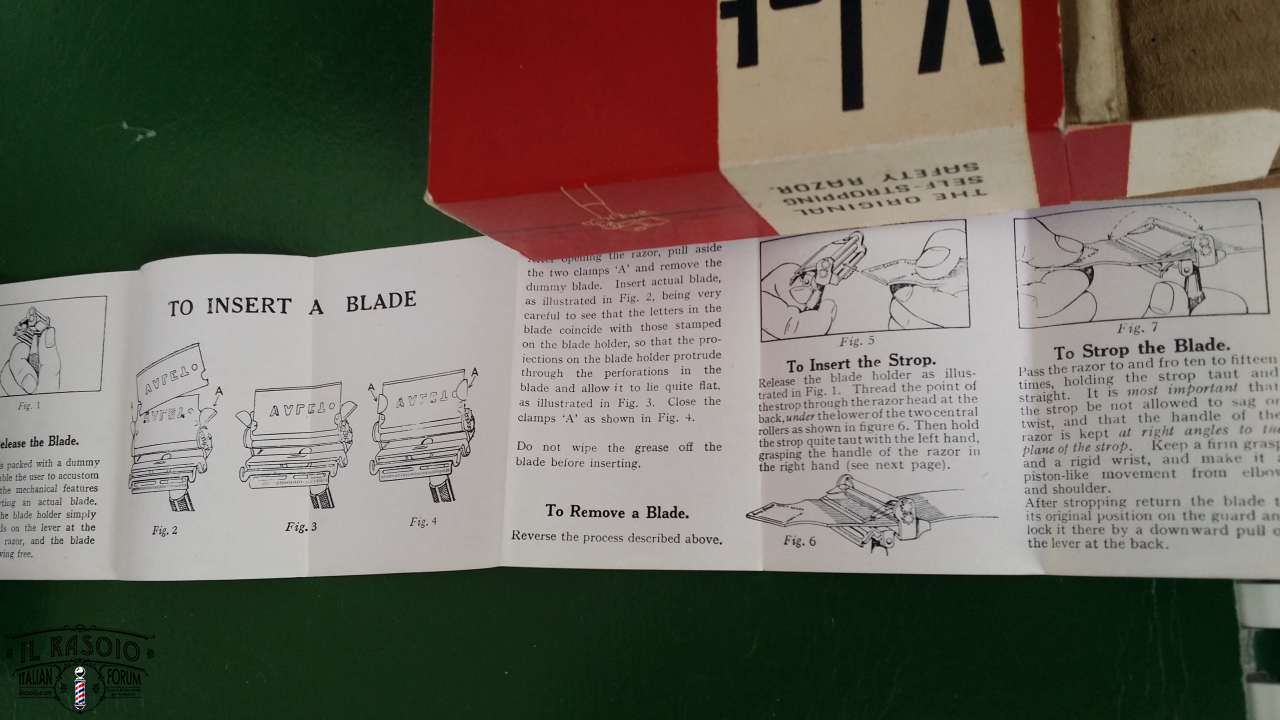 THE ORIGINAL
SELF-STROPPING
SAFETY RAZOR.
Fig. 1
Release the Blade.
packed with a dummy
the user to accustom
the mechanical features
an actual blade.
blade holder simply
on the lever at the
razor, and the blade
free.
TO INSERT A BLADE
A
Fig. 2
Fig. 3
A
A
Fig. 4
opening the razor, pull aside
the two clamps 'A' and remove the
dummy blade. Insert actual blade,
as illustrated in Fig. 2, being very
careful to see that the letters in the
blade coincide with those stamped
on the blade holder, so that the pro-
jections on the blade holder protrude
through the perforations in the
blade and allow it to lie quite flat,
as illustrated in Fig. 3. Close the
clamps 'A' as shown in Fig. 4.
Do not wipe the grease off the
blade before inserting.
To Remove a Blade.
Reverse the process described above.
Fig. 5
To Insert the Strop.
Release the blade holder as illus-
trated in Fig. 1. Thread the point of
the strop through the razor head at the
back, under the lower of the two central
rollers as shown in figure 6. Then hold
the strop quite taut with the left hand,
grasping the handle of the razor in
the right hand (see next page).
Fig. 6
Fig. 7
To Strop the Blade.
Pass the razor to and fro ten to fifteen
times, holding the strop taut and
straight. It is most important that
the strop be not allowed to sag or
twist, and that the handle of the
razor is kept at right angles to the
plane of the strop. Keep a firm grasp
and a rigid wrist, and make it a
piston-like movement from elbow
and shoulder.
After stropping return the blade to
its original position on the guard and
lock it there by a downward pull of
the lever at the back.
IL RASOIO
ITALIAN FORUM